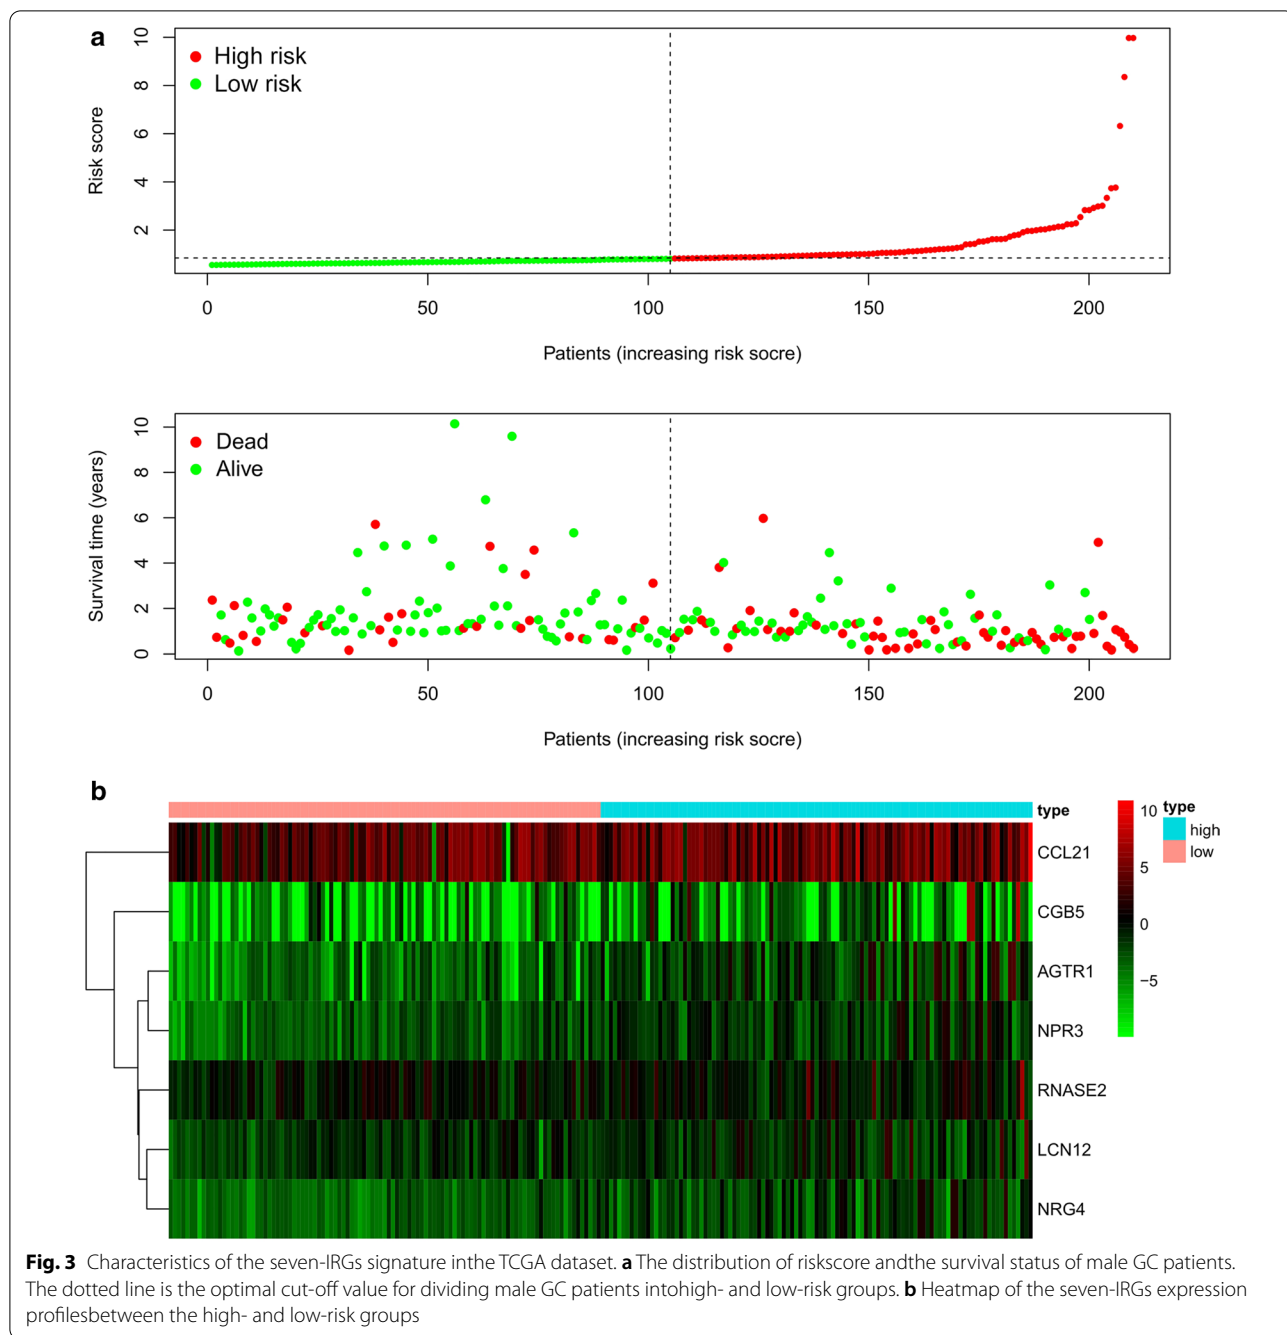 a
10
8
6
4
2
Risk score
High risk
Low risk
0
50
100
150
200
Patients (increasing risk socre)
10
8
6
4
2
0
Survival time (years)
Dead
Alive
0
50
100
150
200
Patients (increasing risk socre)
b
type
CCL21
CGB5
AGTR1
NPR3
RNASE2
LCN12
NRG4
10
5
0
−5
type
high
low
Fig. 3 Characteristics of the seven-IRGs signature inthe TCGA dataset. a The distribution of riskscore andthe survival status of male GC patients.
The dotted line is the optimal cut-off value for dividing male GC patients intohigh- and low-risk groups. b Heatmap of the seven-IRGs expression
profilesbetween the high- and low-risk groups